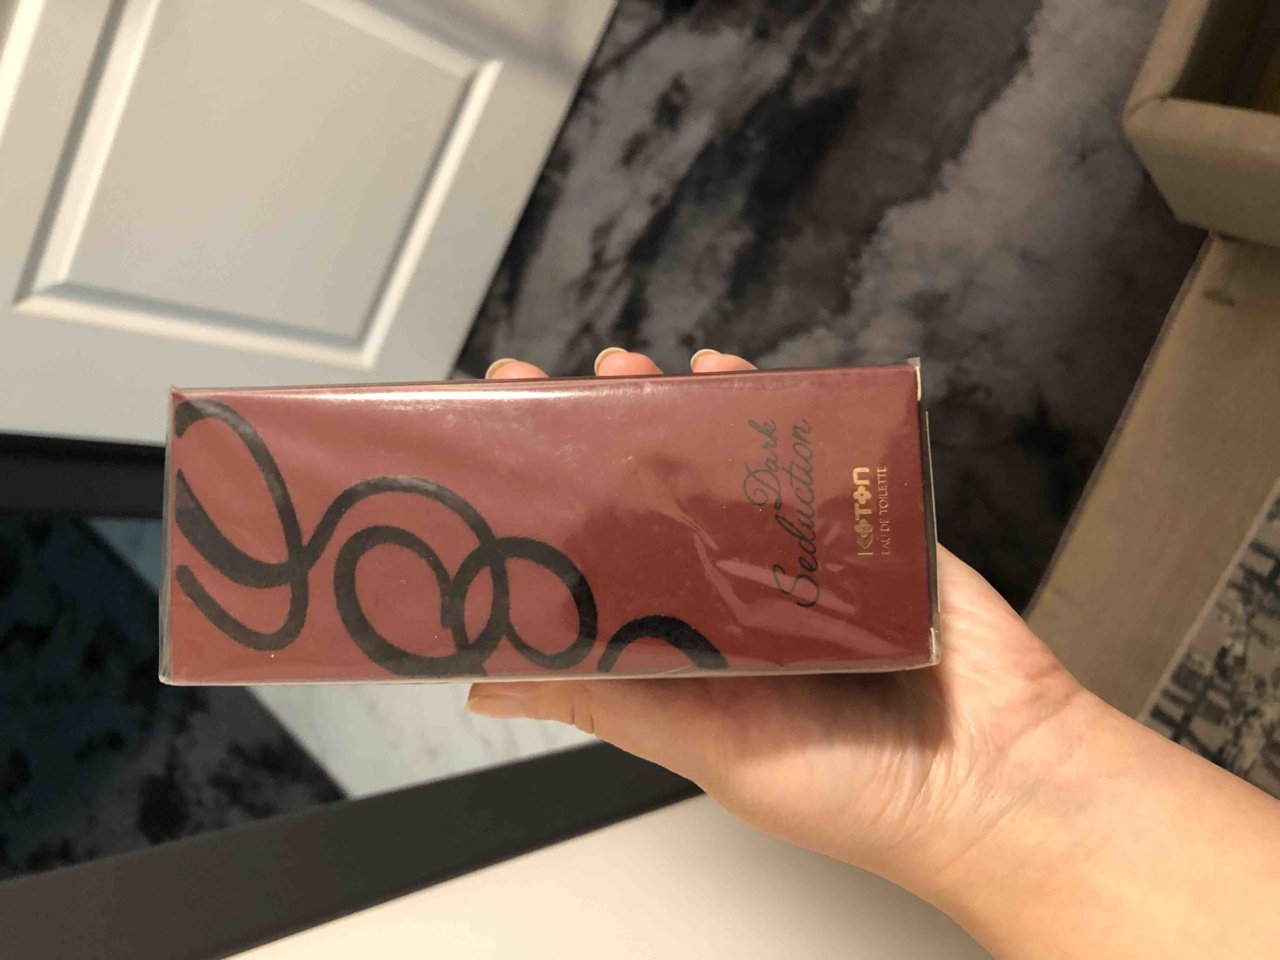 Dark
Seduction
KOTON
EAU DE TOILETTE